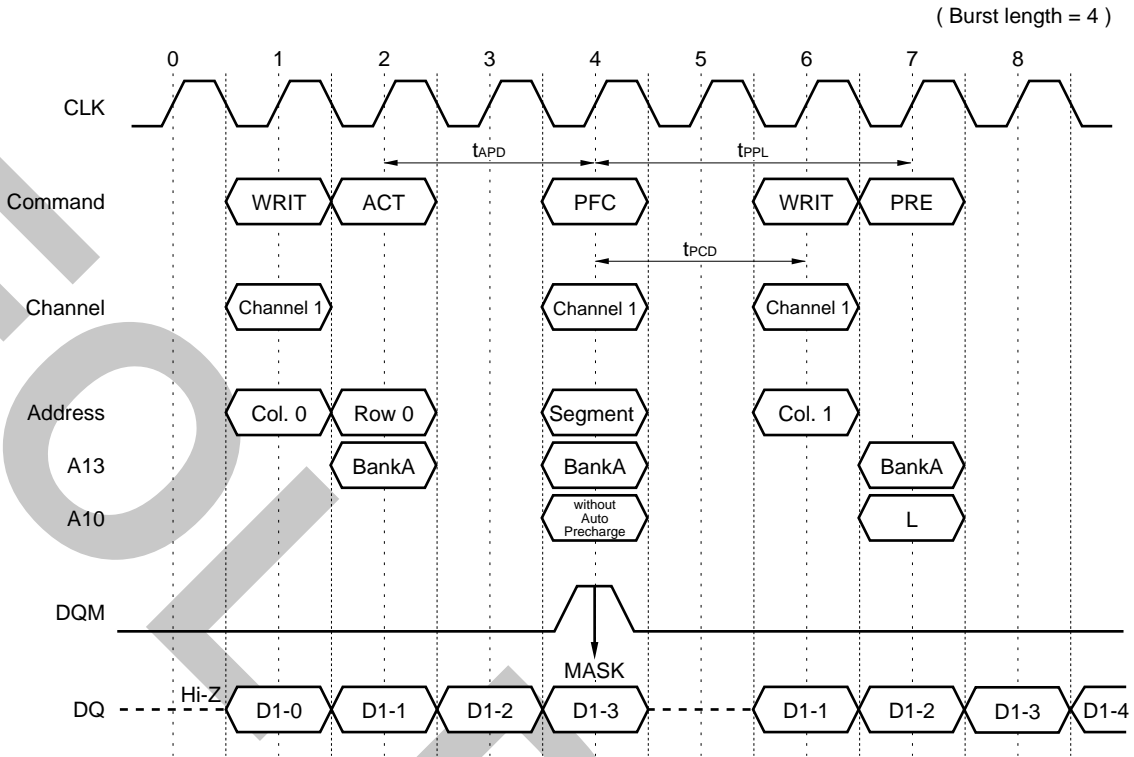 ( Burst length = 4 )
0 1 2 3 4 5 6 7 8
CLK
tAPD tPPL
Command WRIT ACT PFC WRIT PRE
tPCD
Channel Channel 1 Channel 1 Channel 1
Address Col. 0 Row 0 Segment Col. 1
A13 BankA BankA BankA
A10 without Auto Precharge L
DQM
MASK
Hi-Z
DQ D1-0 D1-1 D1-2 D1-3 D1-1 D1-2 D1-3 D1-4